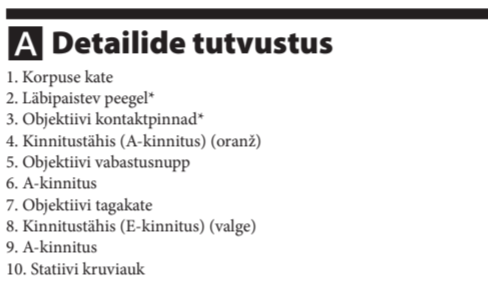 A Detailide tutvustus
1. Korpuse kate
2. Läbipaistev peegel*
3. Objektiivi kontaktpinnad*
4. Kinnitustähis (A-kinnitus) (oranž)
5. Objektiivi vabastusnupp
6. A-kinnitus
7. Objektiivi tagakate
8. Kinnitustähis (E-kinnitus) (valge)
9. A-kinnitus
10. Statiivi kruviauk